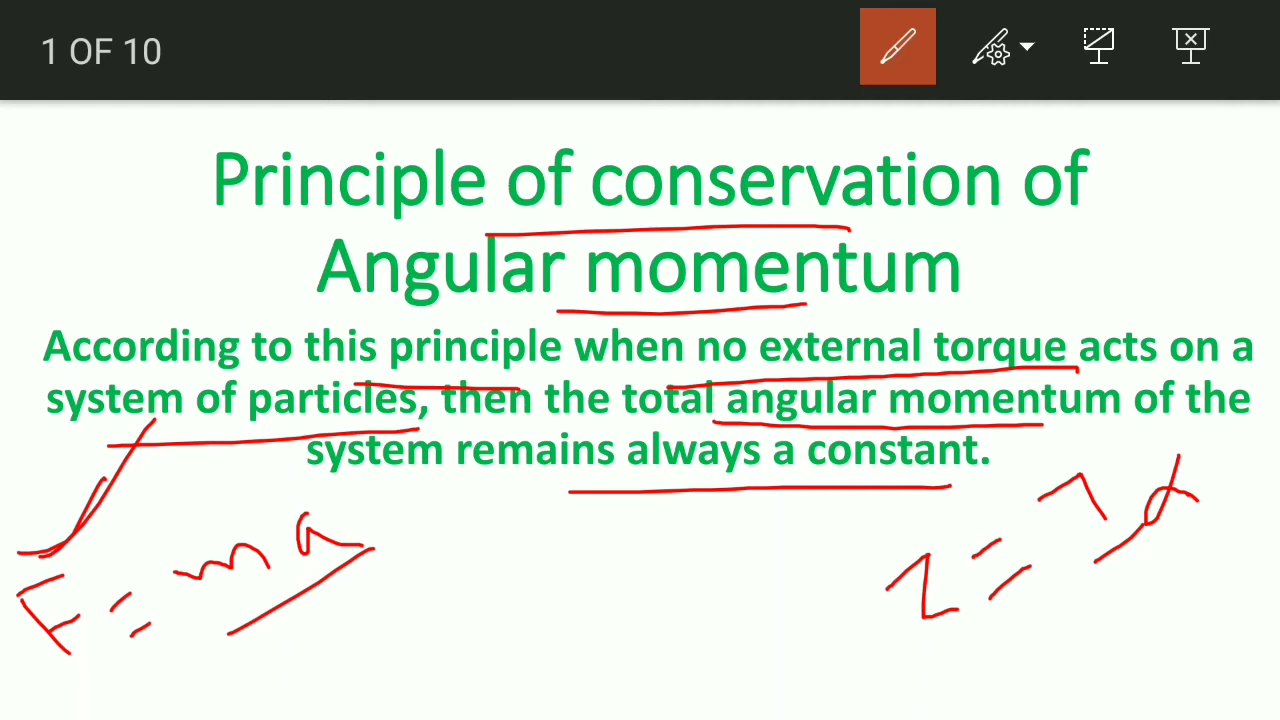 1 OF 10
Principle of conservation of
Angular momentum
According to this principle when no external torque acts on a
system of particles, then the total angular momentum of the
system remains always a constant.
F = ma